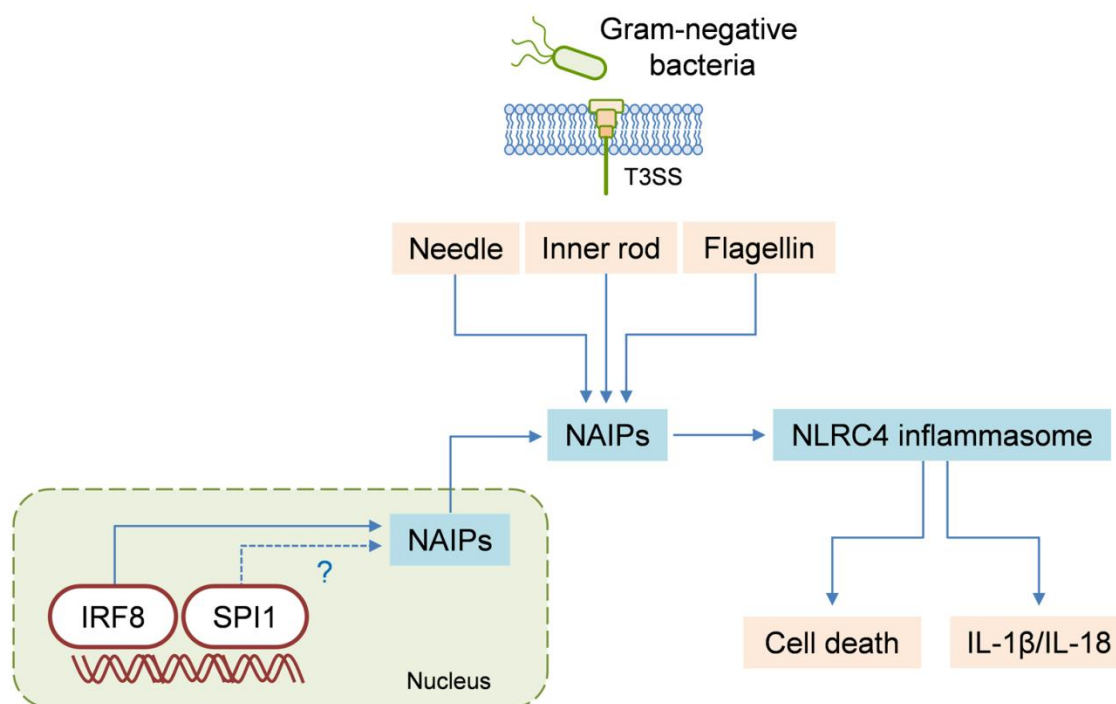 Gram-negative
bacteria
T3SS
Needle
Inner rod
Flagellin
NAIPs
NLRC4 inflammasome
NAIPs
?
IRF8
SPI1
Nucleus
Cell death
IL-1β/IL-18